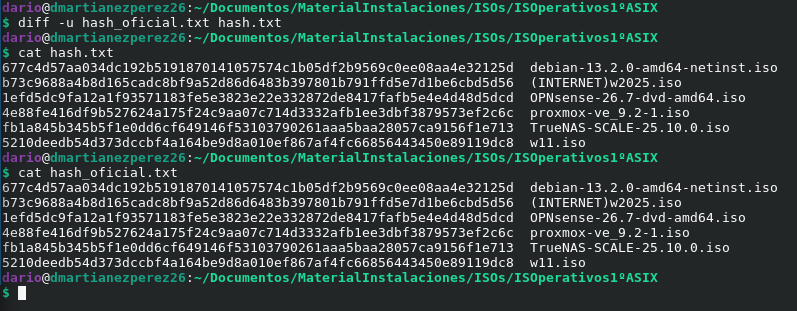 dario@dmartianezperez26:~/Documentos/MaterialInstalaciones/ISOs/ISOperativos1ºASIX
$ diff -u hash_oficial.txt hash.txt
dario@dmartianezperez26:~/Documentos/MaterialInstalaciones/ISOs/ISOperativos1ºASIX
$ cat hash.txt
677c4d57aa034dc192b5191870141057574c1b05df2b9569c0ee08aa4e32125d  debian-13.2.0-amd64-netinst.iso
b73c9688a4b8d165cadc8bf9a52d86d6483b397801b791ffd5e7d1be6cbd5d56  (INTERNET)w2025.iso
1efd5dc9fa12a1f93571183fe5e3823e22e332872de8417fafb5e4e4d48d5dcd  OPNsense-26.7-dvd-amd64.iso
4e88fe416df9b527624a175f24c9aa07c714d3332afb1ee3dbf3879573ef2c6c  proxmox-ve_9.2-1.iso
fb1a845b345b5f1e0dd6cf649146f53103790261aaa5baa28057ca9156f1e713  TrueNAS-SCALE-25.10.0.iso
5210deedb54d373dccbf4a164be9d8a010ef867af4fc66856443450e89119dc8  w11.iso
dario@dmartianezperez26:~/Documentos/MaterialInstalaciones/ISOs/ISOperativos1ºASIX
$ cat hash_oficial.txt
677c4d57aa034dc192b5191870141057574c1b05df2b9569c0ee08aa4e32125d  debian-13.2.0-amd64-netinst.iso
b73c9688a4b8d165cadc8bf9a52d86d6483b397801b791ffd5e7d1be6cbd5d56  (INTERNET)w2025.iso
1efd5dc9fa12a1f93571183fe5e3823e22e332872de8417fafb5e4e4d48d5dcd  OPNsense-26.7-dvd-amd64.iso
4e88fe416df9b527624a175f24c9aa07c714d3332afb1ee3dbf3879573ef2c6c  proxmox-ve_9.2-1.iso
fb1a845b345b5f1e0dd6cf649146f53103790261aaa5baa28057ca9156f1e713  TrueNAS-SCALE-25.10.0.iso
5210deedb54d373dccbf4a164be9d8a010ef867af4fc66856443450e89119dc8  w11.iso
dario@dmartianezperez26:~/Documentos/MaterialInstalaciones/ISOs/ISOperativos1ºASIX
$